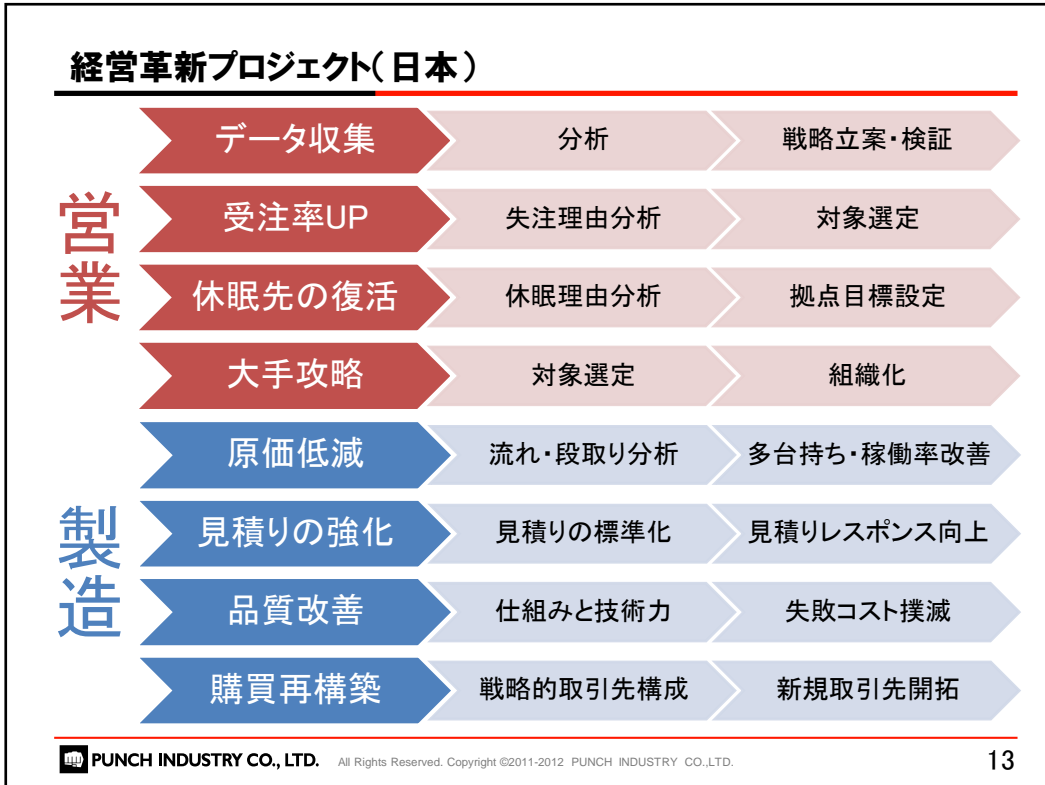 経営革新プロジェクト(日本)
営業
データ収集 分析 戦略立案・検証
受注率UP 失注理由分析 対象選定
休眠先の復活 休眠理由分析 拠点目標設定
大手攻略 対象選定 組織化
製造
原価低減 流れ・段取り分析 多台持ち・稼働率改善
見積りの強化 見積りの標準化 見積りレスポンス向上
品質改善 仕組みと技術力 失敗コスト撲滅
購買再構築 戦略的取引先構成 新規取引先開拓
PUNCH INDUSTRY CO., LTD. All Rights Reserved. Copyright ©2011-2012 PUNCH INDUSTRY CO.,LTD. 13